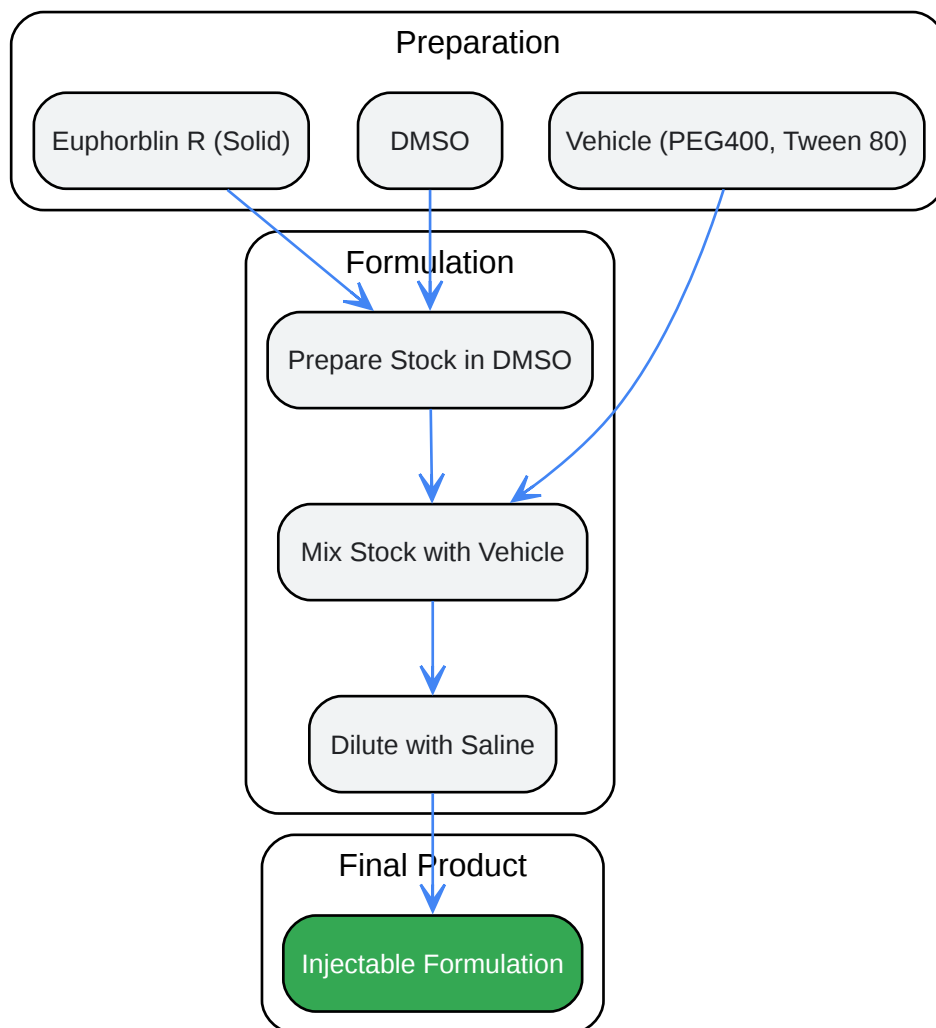 Preparation
Euphorblin R (Solid)
DMSO
Vehicle (PEG400, Tween 80)
Formulation
Prepare Stock in DMSO
Mix Stock with Vehicle
Dilute with Saline
Final Product
Injectable Formulation